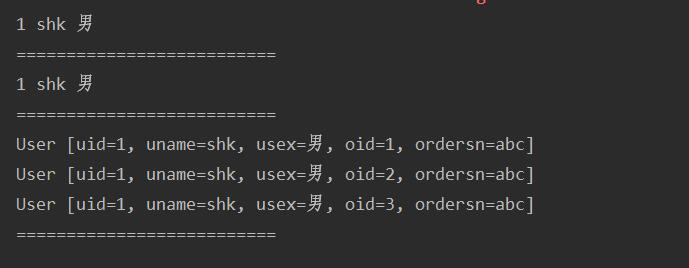 1 shk 男
==========================
1 shk 男
==========================
User [uid=1, uname=shk, usex=男, oid=1, ordersn=abc]
User [uid=1, uname=shk, usex=男, oid=2, ordersn=abc]
User [uid=1, uname=shk, usex=男, oid=3, ordersn=abc]
==========================